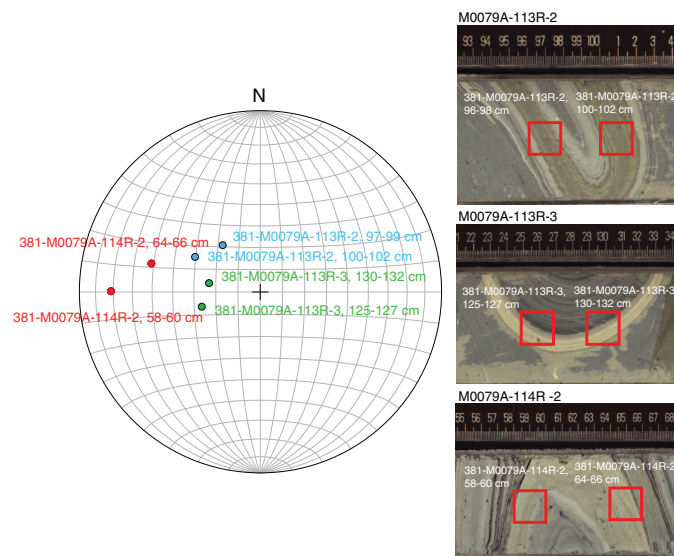 N
381-M0079A-114R-2, 64-66 cm
381-M0079A-113R-2, 97-99 cm
381-M0079A-113R-2, 100-102 cm
381-M0079A-113R-3, 130-132 cm
381-M0079A-113R-3, 125-127 cm
381-M0079A-114R-2, 58-60 cm
M0079A-113R-2
93 94 95 96 97 98 99 100 1 2 3 4
381-M0079A-113R-2,
96-98 cm
381-M0079A-113R-2
100-102 cm
M0079A-113R-3
22 23 24 25 26 27 28 29 130 31 32 33 34
381-M0079A-113R-3,
125-127 cm
381-M0079A-113R-3
130-132 cm
M0079A-114R -2
55 56 57 58 59 60 61 62 63 64 65 66 67 68
381-M0079A-114R-2,
58-60 cm
381-M0079A-114R-2
64-66 cm